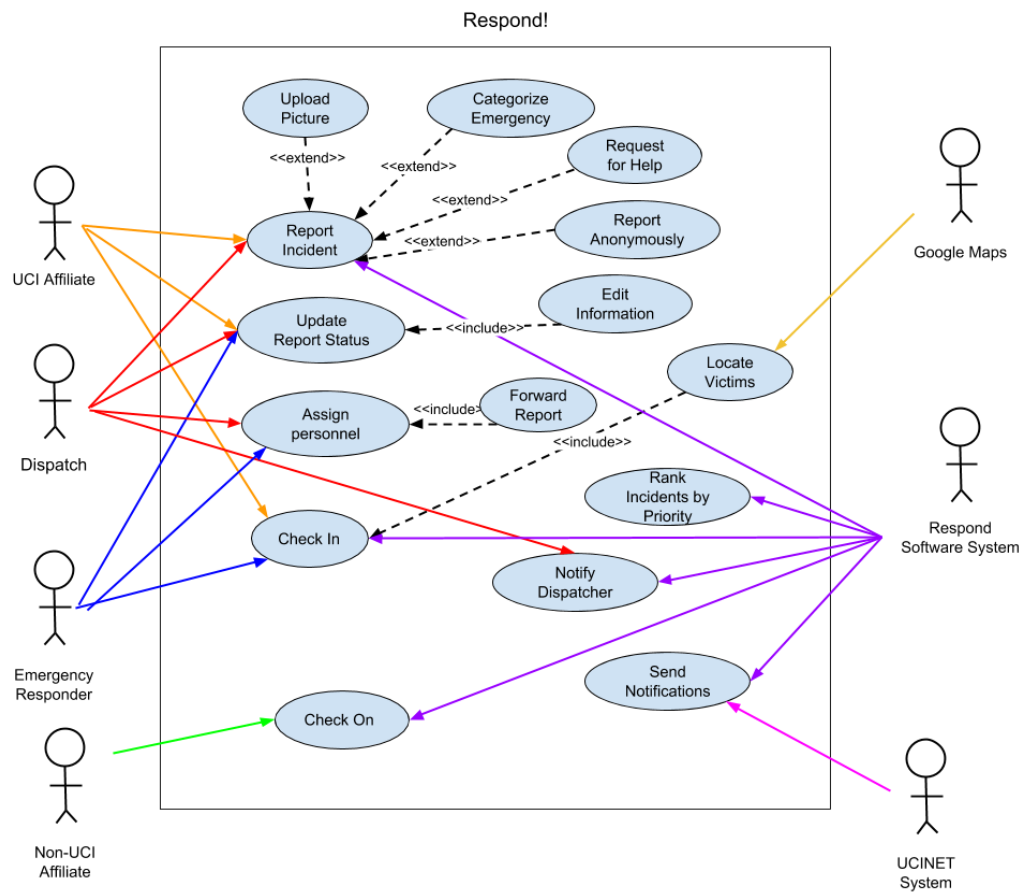 Respond!
Upload
Picture
Categorize
Emergency
Request
for Help
<<extend>>
<<extend>>
<<extend>>
<<extend>>
Report
Incident
Report
Anonymously
UCI Affiliate
Google Maps
Edit
Information
Update
Report Status
<<include>>
Locate
Victims
Dispatch
Assign
personnel
<<include>
Forward
Report
<<include>>
Rank
Incidents by
Priority
Respond
Software System
Check In
Notify
Dispatcher
Emergency
Responder
Send
Notifications
Check On
Non-UCI
Affiliate
UCINET
System